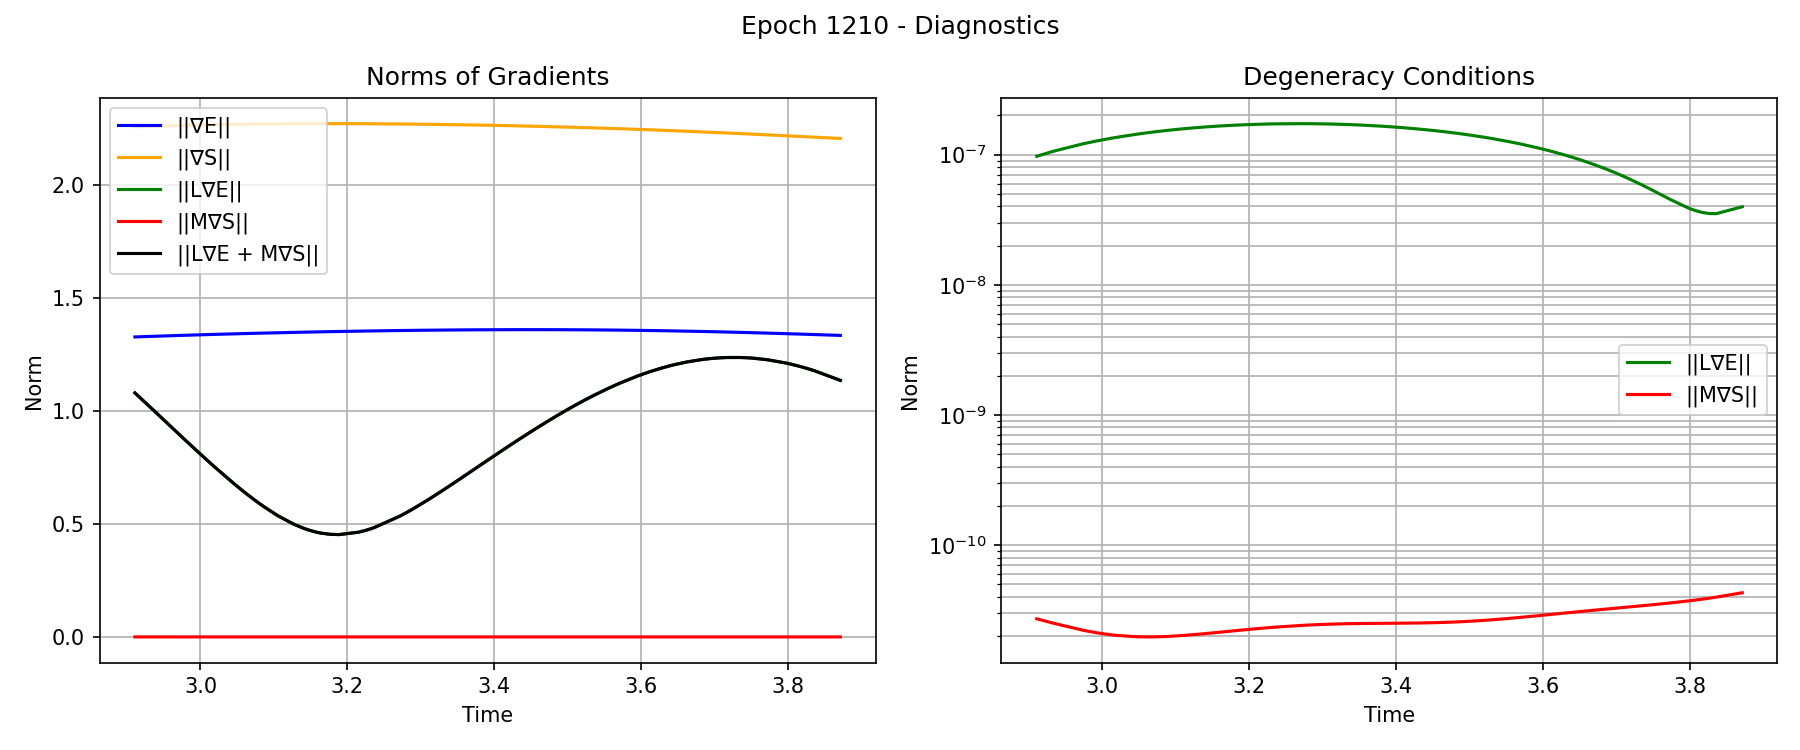 Epoch 1210 - Diagnostics
Norms of Gradients
||∇E||
||∇S||
||L∇E||
||M∇S||
||L∇E + M∇S||
Norm
2.0
1.5
1.0
0.5
0.0
3.0 3.2 3.4 3.6 3.8
Time
Degeneracy Conditions
||L∇E||
||M∇S||
Norm
10⁻⁷
10⁻⁸
10⁻⁹
10⁻¹⁰
3.0 3.2 3.4 3.6 3.8
Time